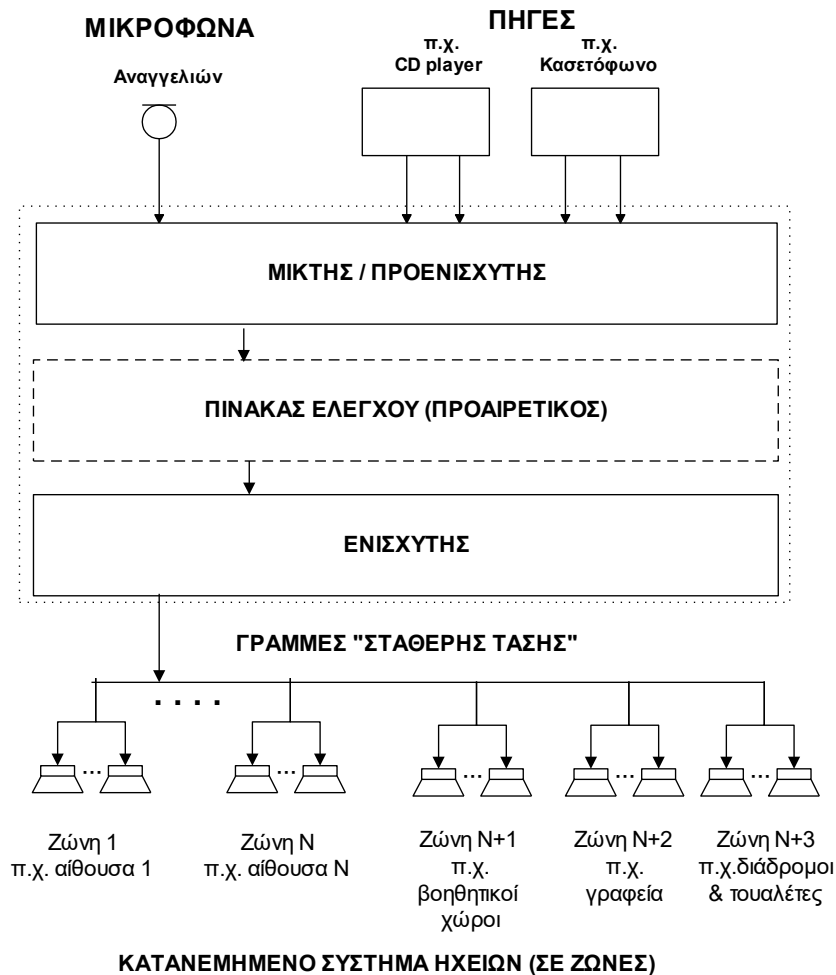 ΜΙΚΡΟΦΩΝΑ
ΠΗΓΕΣ
Αναγγελιών
π.χ.
CD player
π.χ.
Κασετόφωνο
ΜΙΚΤΗΣ / ΠΡΟΕΝΙΣΧΥΤΗΣ
ΠΙΝΑΚΑΣ ΕΛΕΓΧΟΥ (ΠΡΟΑΙΡΕΤΙΚΟΣ)
ΕΝΙΣΧΥΤΗΣ
ΓΡΑΜΜΕΣ "ΣΤΑΘΕΡΗΣ ΤΑΣΗΣ"
. . . .
... ... ... ... ...
Ζώνη 1
π.χ. αίθουσα 1
Ζώνη Ν
π.χ. αίθουσα Ν
Ζώνη Ν+1
π.χ.
βοηθητικοί
χώροι
Ζώνη Ν+2
π.χ.
γραφεία
Ζώνη Ν+3
π.χ.διάδρομοι
& τουαλέτες
ΚΑΤΑΝΕΜΗΜΕΝΟ ΣΥΣΤΗΜΑ ΗΧΕΙΩΝ (ΣΕ ΖΩΝΕΣ)